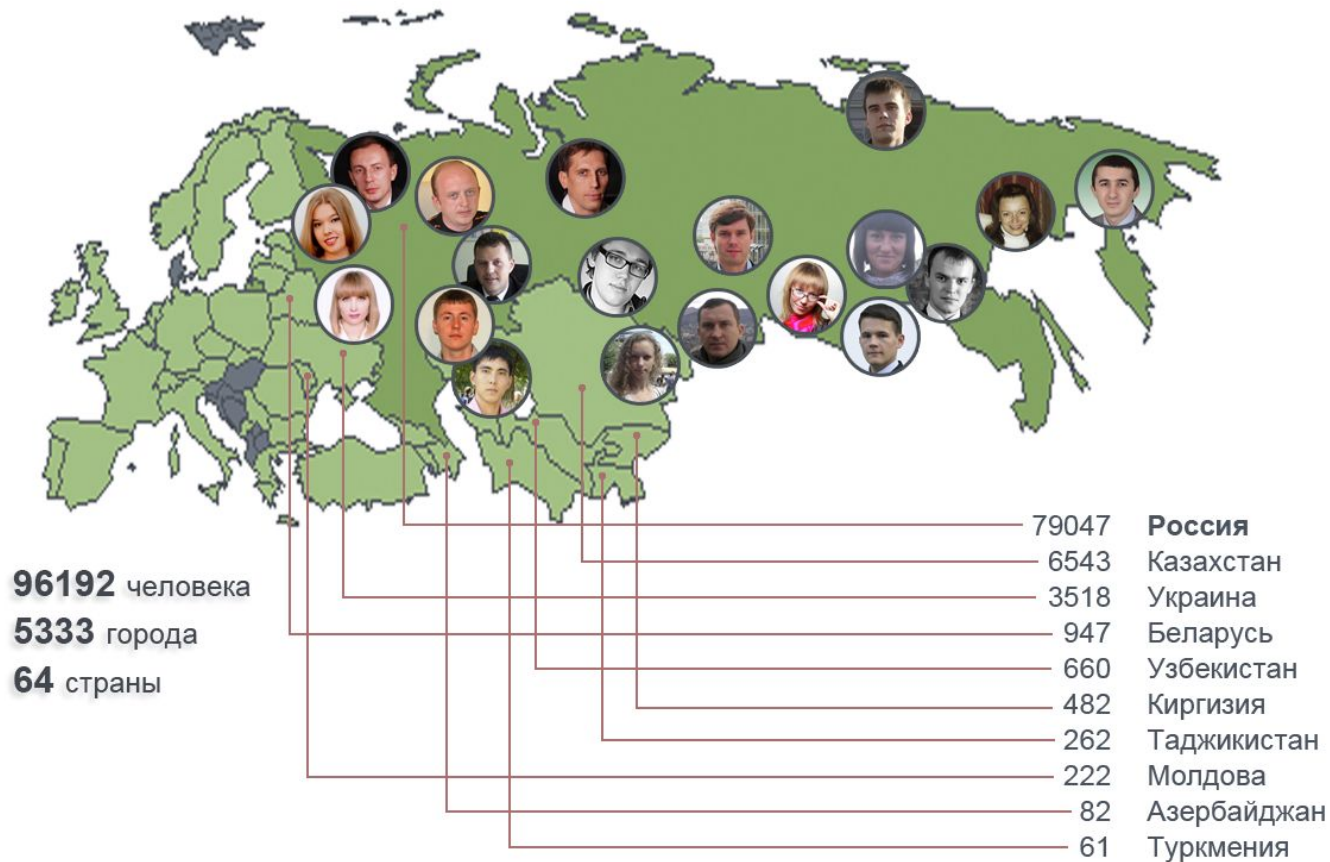 79047 Россия
6543 Казахстан
3518 Украина
947 Беларусь
660 Узбекистан
482 Киргизия
262 Таджикистан
222 Молдова
82 Азербайджан
61 Туркмения
96192 человека
5333 города
64 страны